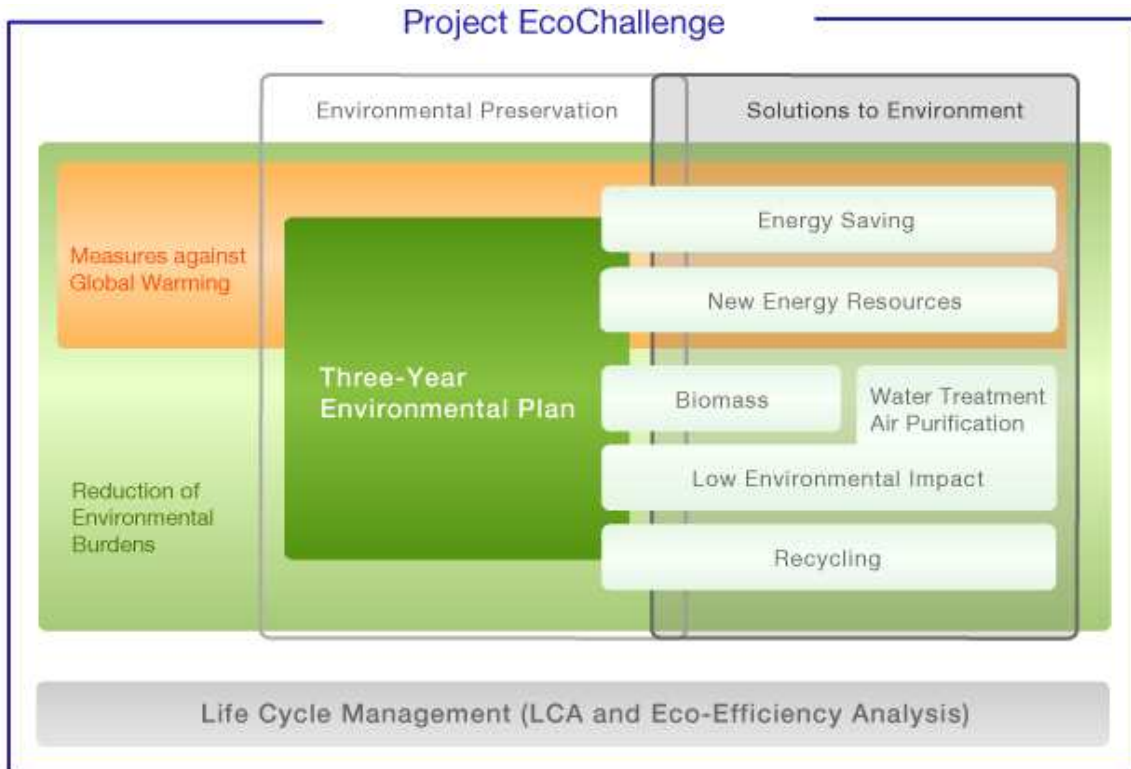 Project EcoChallenge
Environmental Preservation
Solutions to Environment
Measures against
Global Warming
Energy Saving
New Energy Resources
Three-Year
Environmental Plan
Biomass
Water Treatment
Air Purification
Low Environmental Impact
Reduction of
Environmental
Burdens
Recycling
Life Cycle Management (LCA and Eco-Efficiency Analysis)